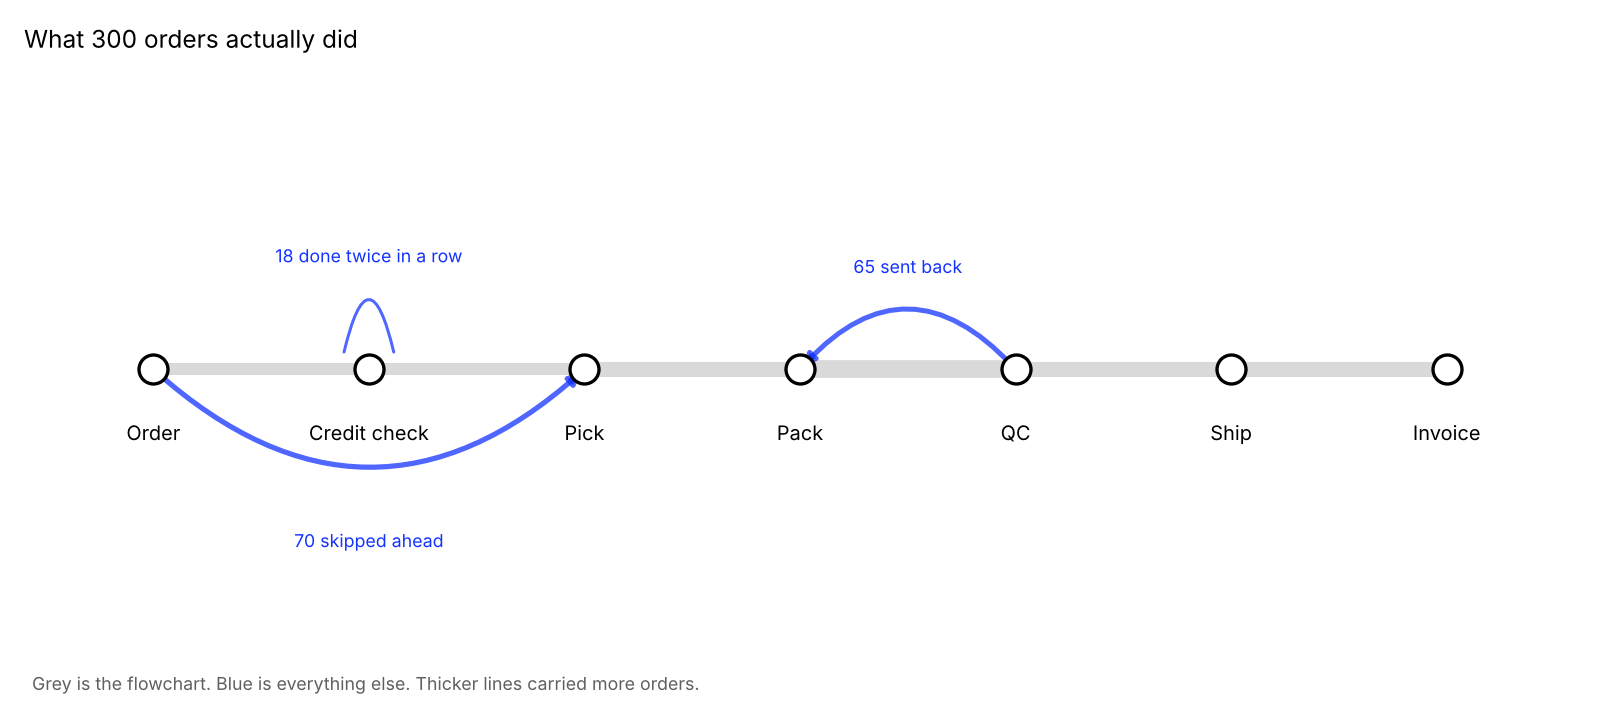 What 300 orders actually did
18 done twice in a row
65 sent back
Order
Credit check
Pick
Pack
QC
Ship
Invoice
70 skipped ahead
Grey is the flowchart. Blue is everything else. Thicker lines carried more orders.